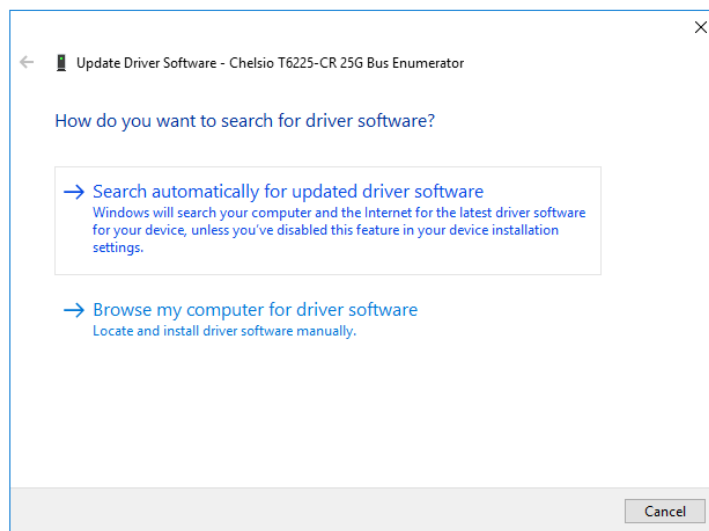 Update Driver Software - Chelsio T6225-CR 25G Bus Enumerator
How do you want to search for driver software?
Search automatically for updated driver software
Windows will search your computer and the Internet for the latest driver software
for your device, unless you've disabled this feature in your device installation
settings.
Browse my computer for driver software
Locate and install driver software manually.
Cancel